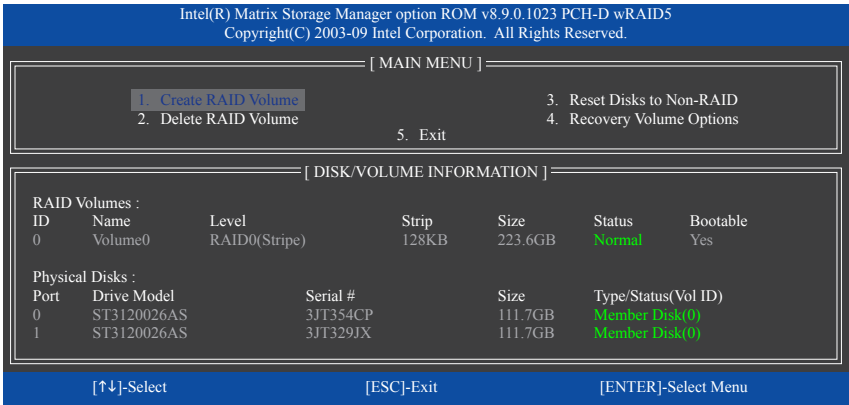 Intel(R) Matrix Storage Manager option ROM v8.9.0.1023 PCH-D wRAID5
Copyright(C) 2003-09 Intel Corporation. All Rights Reserved.
[ MAIN MENU ]
1. Create RAID Volume 3. Reset Disks to Non-RAID
2. Delete RAID Volume 4. Recovery Volume Options
5. Exit
[ DISK/VOLUME INFORMATION ]
RAID Volumes :
ID Name Level Strip Size Status Bootable
0 Volume0 RAID0(Stripe) 128KB 223.6GB Normal Yes
Physical Disks :
Port Drive Model Serial # Size Type/Status(Vol ID)
0 ST3120026AS 3JT354CP 111.7GB Member Disk(0)
1 ST3120026AS 3JT329JX 111.7GB Member Disk(0)
[↑↓]-Select [ESC]-Exit [ENTER]-Select Menu